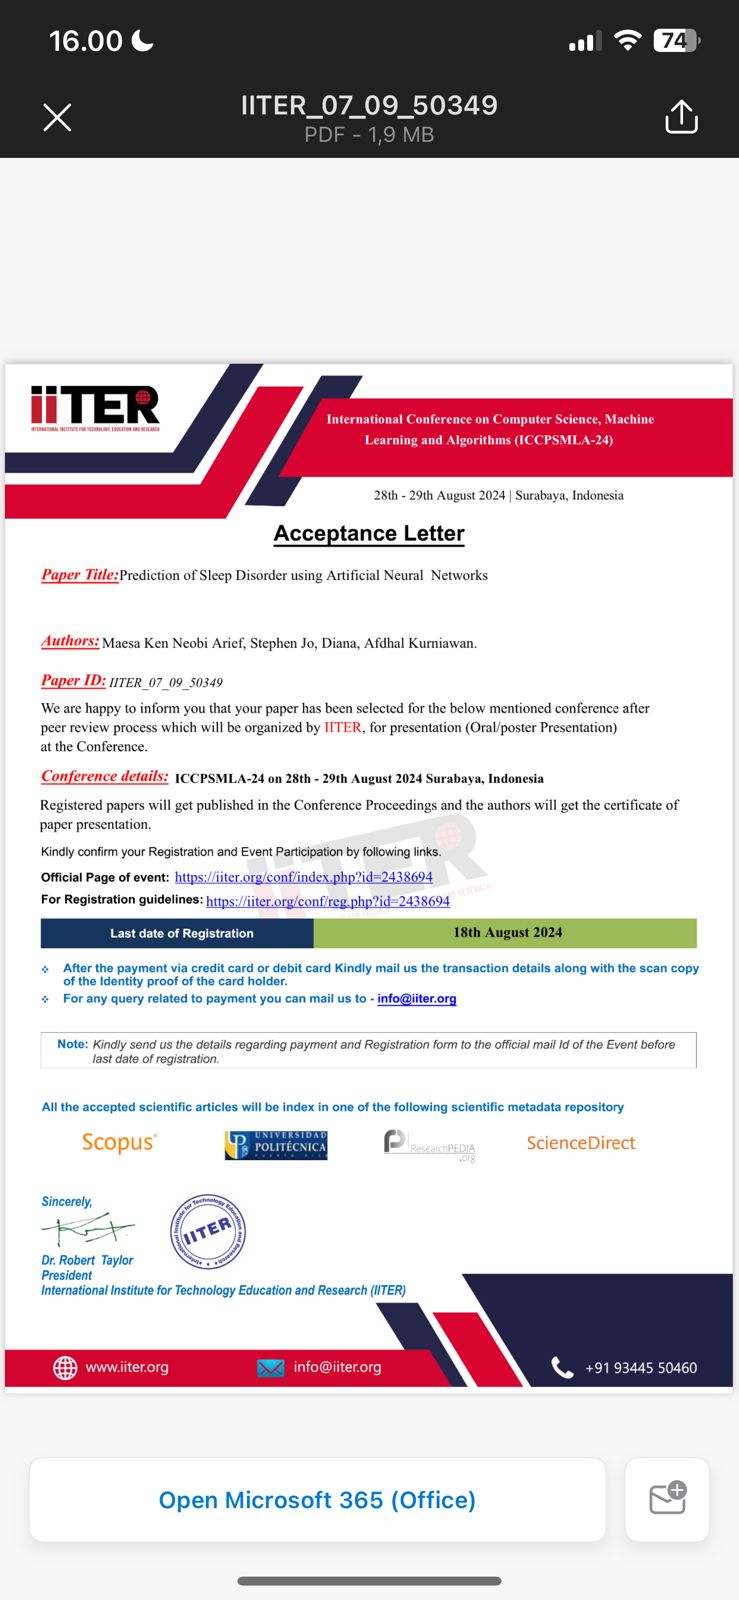 16.00
74
IITER_07_09_50349
PDF - 1,9 MB
iiTER
INTERNATIONAL INSTITUTE FOR TECHNOLOGY, EDUCATION AND RESEARCH
International Conference on Computer Science, Machine
Learning and Algorithms (ICCPSMLA-24)
28th - 29th August 2024 | Surabaya, Indonesia
Acceptance Letter
Paper Title:Prediction of Sleep Disorder using Artificial Neural Networks
Authors: Maesa Ken Neobi Arief, Stephen Jo, Diana, Afdhal Kurniawan.
Paper ID: IITER_07_09_50349
We are happy to inform you that your paper has been selected for the below mentioned conference after
peer review process which will be organized by IITER, for presentation (Oral/poster Presentation)
at the Conference.
Conference details: ICCPSMLA-24 on 28th - 29th August 2024 Surabaya, Indonesia
Registered papers will get published in the Conference Proceedings and the authors will get the certificate of
paper presentation.
Kindly confirm your Registration and Event Participation by following links.
Official Page of event: https://iiter.org/conf/index.php?id=2438694
For Registration guidelines: https://iiter.org/conf/reg.php?id=2438694
iiTER
Last date of Registration 18th August 2024
❖ After the payment via credit card or debit card Kindly mail us the transaction details along with the scan copy
of the Identity proof of the card holder.
❖ For any query related to payment you can mail us to - info@iiter.org
Note: Kindly send us the details regarding payment and Registration form to the official mail Id of the Event before
last date of registration.
All the accepted scientific articles will be index in one of the following scientific metadata repository
Scopus®
UP UNIVERSIDAD
POLITÉCNICA
PUERTO RICO
ResearchPEDIA
.org
ScienceDirect
Sincerely,
International Institute for Technology Education and Research
IITER
Dr. Robert Taylor
President
International Institute for Technology Education and Research (IITER)
www.iiter.org
info@iiter.org
+91 93445 50460
Open Microsoft 365 (Office)